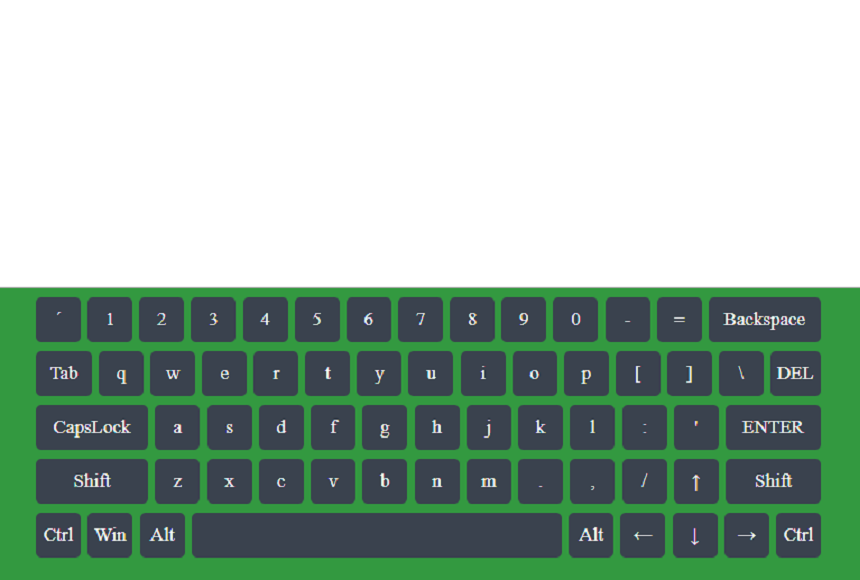 ´ 1 2 3 4 5 6 7 8 9 0 - = Backspace
Tab q w e r t y u i o p [ ] \ DEL
CapsLock a s d f g h j k l : ' ENTER
Shift z x c v b n m . , / ↑ Shift
Ctrl Win Alt Alt ← ↓ → Ctrl